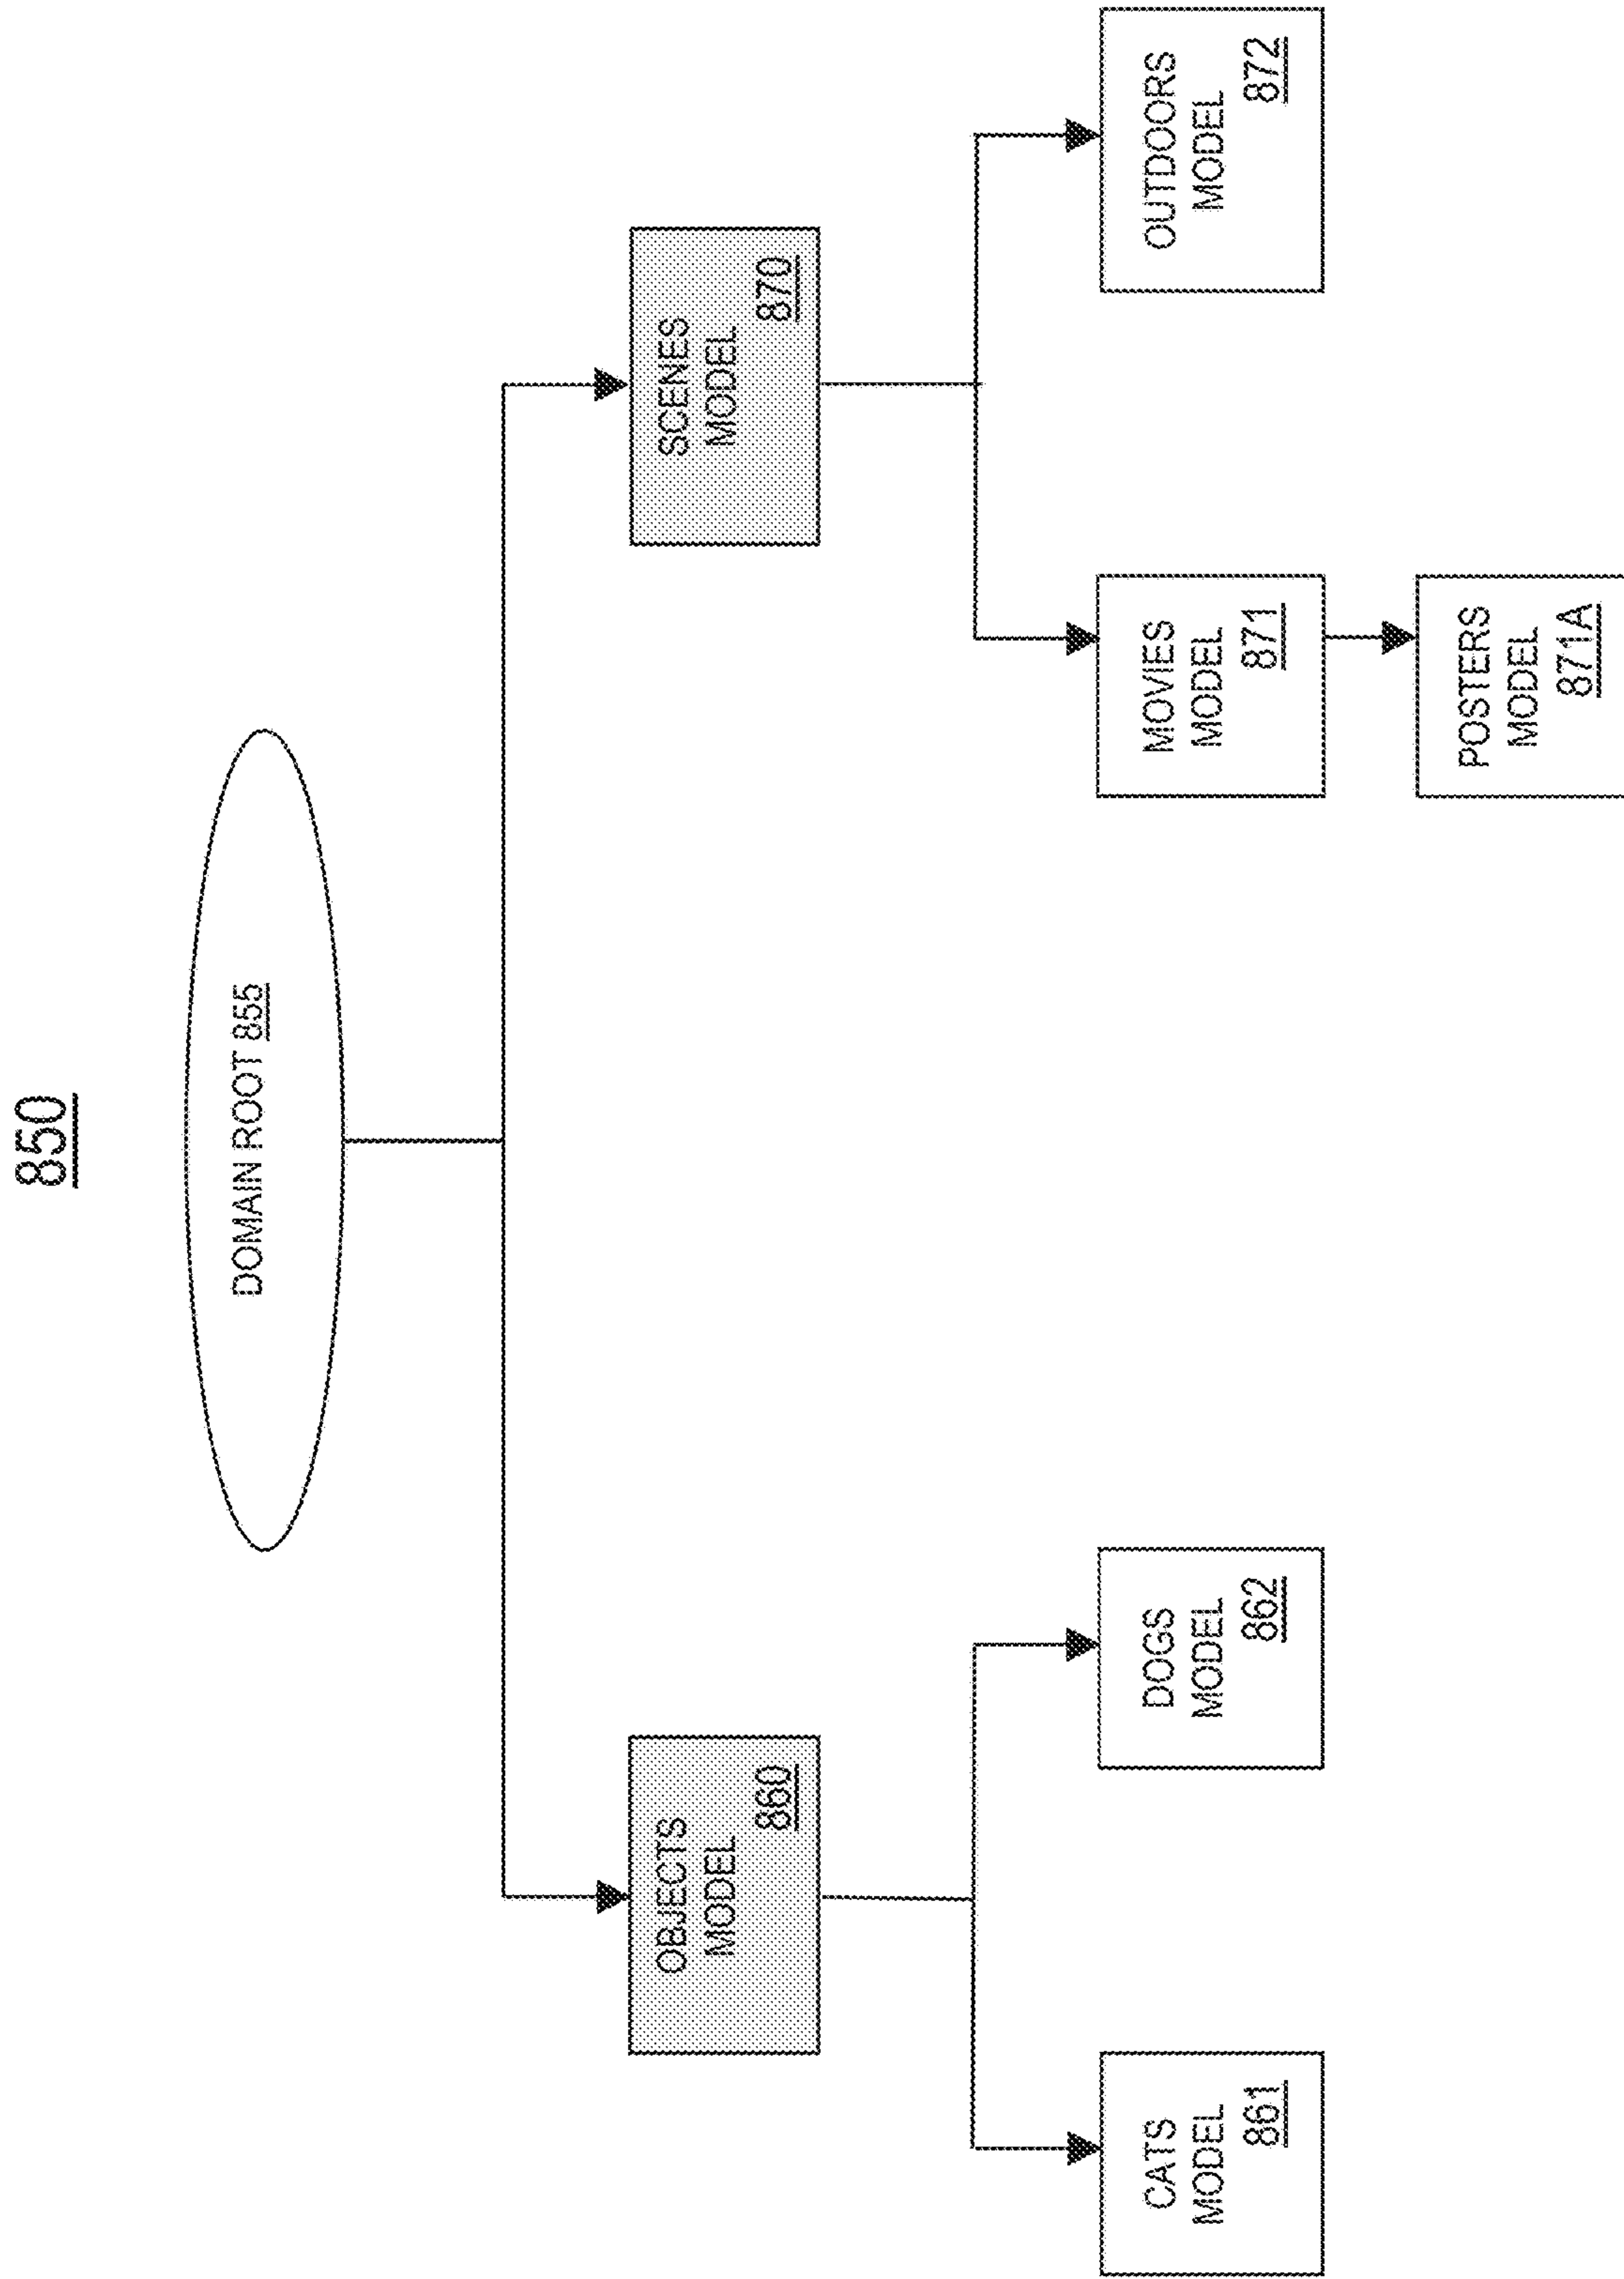 850
DOMAIN ROOT 855
OBJECTS
MODEL
860
SCENES
MODEL
870
CATS
MODEL
861
DOGS
MODEL
862
MOVIES
MODEL
871
OUTDOORS
MODEL
872
POSTERS
MODEL
871A